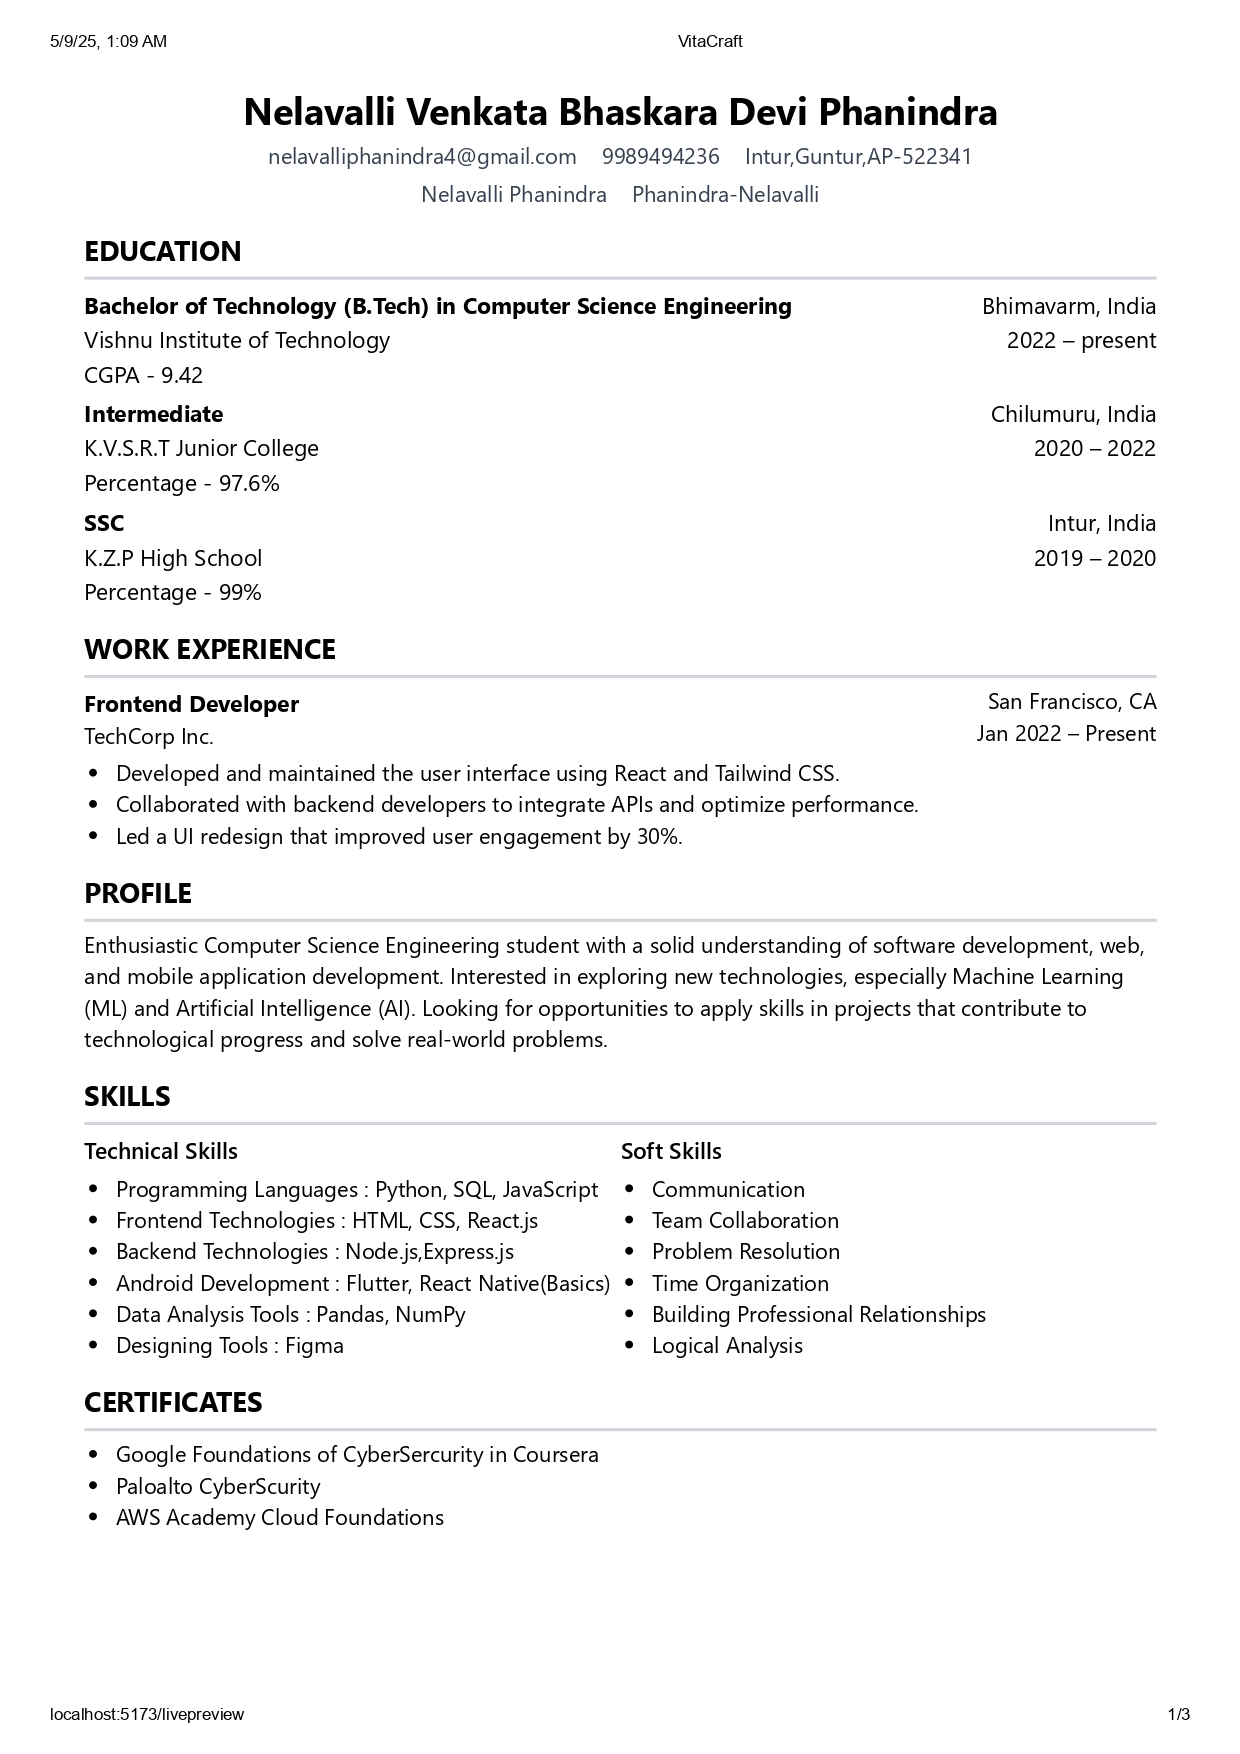 5/9/25, 1:09 AM VitaCraft
Nelavalli Venkata Bhaskara Devi Phanindra
nelavalliphanindra4@gmail.com 9989494236 Intur,Guntur,AP-522341
Nelavalli Phanindra Phanindra-Nelavalli
EDUCATION
Bachelor of Technology (B.Tech) in Computer Science Engineering Bhimavarm, India
Vishnu Institute of Technology 2022 – present
CGPA - 9.42
Intermediate Chilumuru, India
K.V.S.R.T Junior College 2020 – 2022
Percentage - 97.6%
SSC Intur, India
K.Z.P High School 2019 – 2020
Percentage - 99%
WORK EXPERIENCE
Frontend Developer San Francisco, CA
TechCorp Inc. Jan 2022 – Present
• Developed and maintained the user interface using React and Tailwind CSS.
• Collaborated with backend developers to integrate APIs and optimize performance.
• Led a UI redesign that improved user engagement by 30%.
PROFILE
Enthusiastic Computer Science Engineering student with a solid understanding of software development, web,
and mobile application development. Interested in exploring new technologies, especially Machine Learning
(ML) and Artificial Intelligence (AI). Looking for opportunities to apply skills in projects that contribute to
technological progress and solve real-world problems.
SKILLS
Technical Skills
• Programming Languages : Python, SQL, JavaScript
• Frontend Technologies : HTML, CSS, React.js
• Backend Technologies : Node.js,Express.js
• Android Development : Flutter, React Native(Basics)
• Data Analysis Tools : Pandas, NumPy
• Designing Tools : Figma
Soft Skills
• Communication
• Team Collaboration
• Problem Resolution
• Time Organization
• Building Professional Relationships
• Logical Analysis
CERTIFICATES
• Google Foundations of CyberSercurity in Coursera
• Paloalto CyberScurity
• AWS Academy Cloud Foundations
localhost:5173/livepreview 1/3